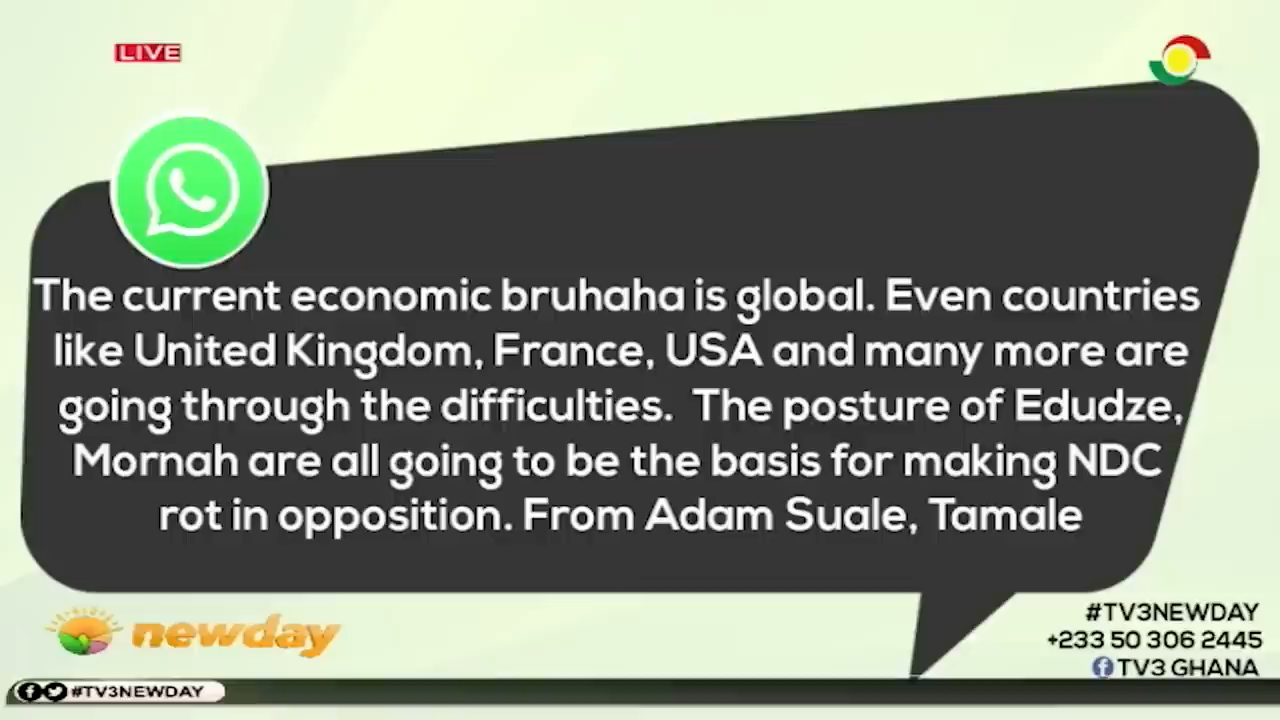 LIVE
The current economic bruhaha is global. Even countries
like United Kingdom, France, USA and many more are
going through the difficulties. The posture of Edudze,
Mornah are all going to be the basis for making NDC
rot in opposition. From Adam Suale, Tamale
newday
#TV3NEWDAY
+233 50 306 2445
TV3 GHANA
#TV3NEWDAY